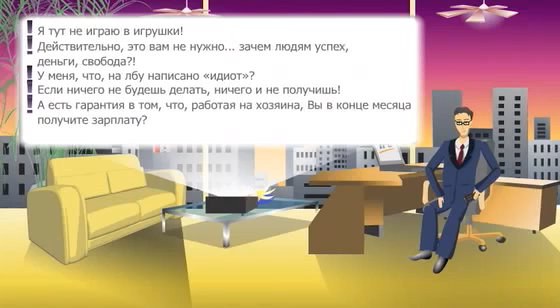 Я тут не играю в игрушки!
Действительно, это вам не нужно... зачем людям успех,
деньги, свобода?!
У меня, что, на лбу написано «идиот»?
Если ничего не будешь делать, ничего и не получишь!
А есть гарантия в том, что, работая на хозяина, Вы в конце месяца
получите зарплату?